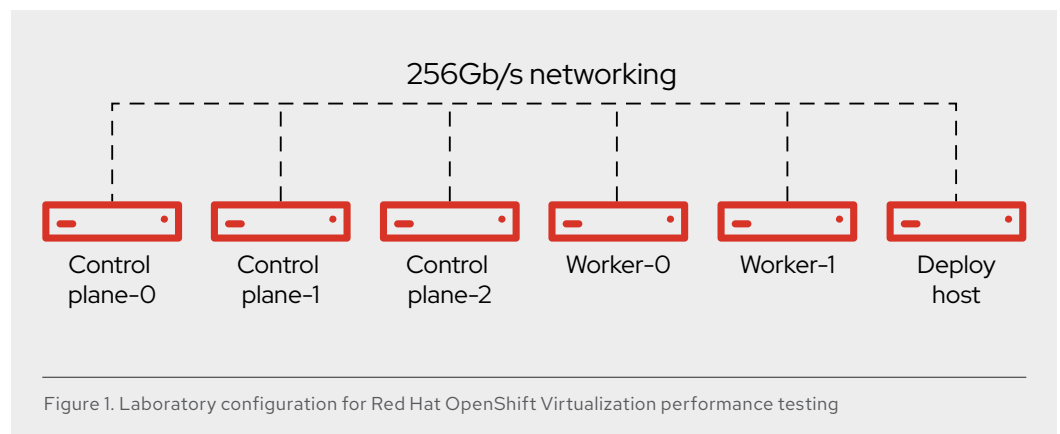 256Gb/s networking
Control
plane-0
Control
plane-1
Control
plane-2
Worker-0
Worker-1
Deploy
host
Figure 1. Laboratory configuration for Red Hat OpenShift Virtualization performance testing